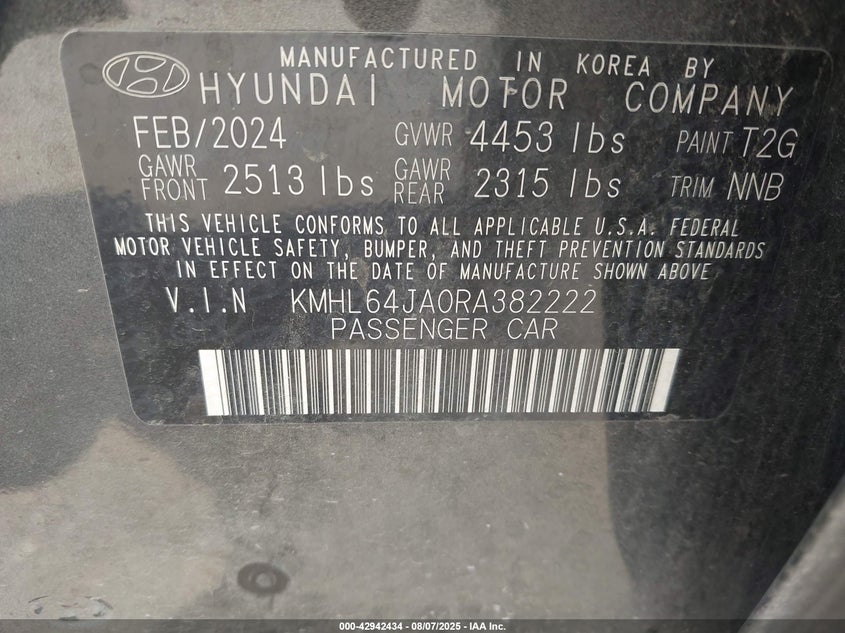 MANUFACTURED IN KOREA BY
HYUNDAI MOTOR COMPANY
FEB/2024 GVWR 4453 lbs PAINT T2G
GAWR FRONT 2513 lbs GAWR REAR 2315 lbs TRIM NNB
THIS VEHICLE CONFORMS TO ALL APPLICABLE U.S.A. FEDERAL
MOTOR VEHICLE SAFETY, BUMPER, AND THEFT PREVENTION STANDARDS
IN EFFECT ON THE DATE OF MANUFACTURE SHOWN ABOVE
V.I.N KMHL64JA0RA382222
PASSENGER CAR
000-42942434 - 08/07/2025 - IAA Inc.